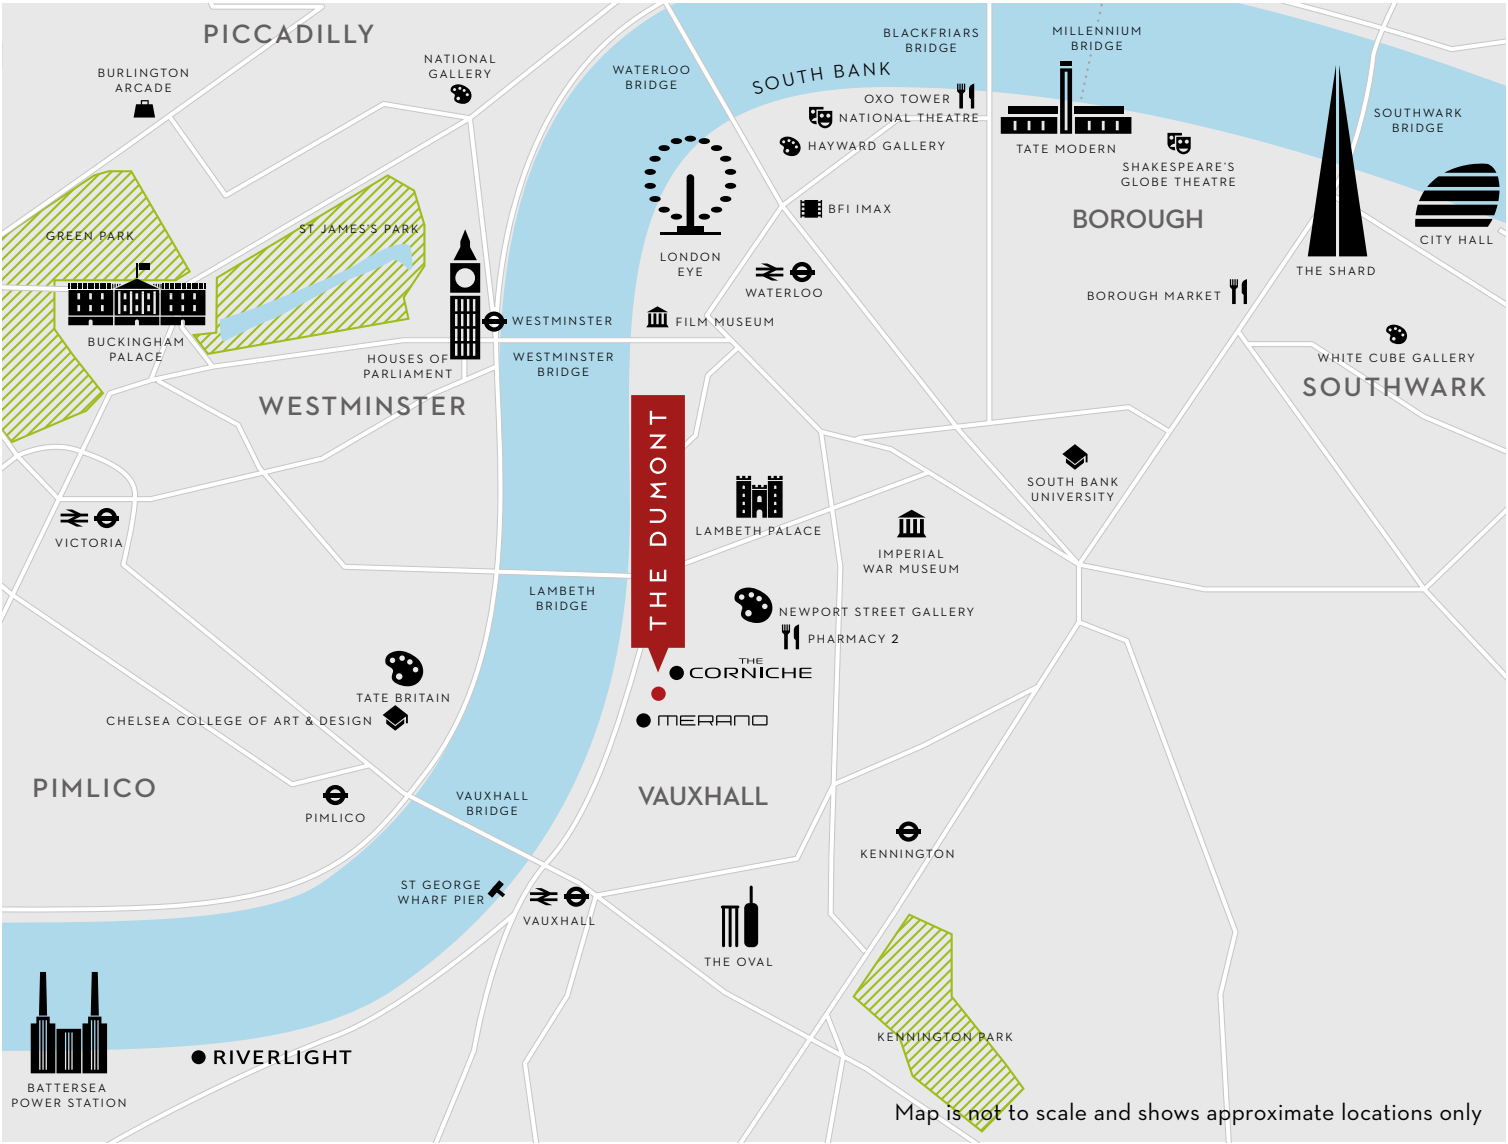 PICCADILLY
BURLINGTON
ARCADE
NATIONAL
GALLERY
WATERLOO
BRIDGE
SOUTH BANK
BLACKFRIARS
BRIDGE
MILLENNIUM
BRIDGE
OXO TOWER
NATIONAL THEATRE
HAYWARD GALLERY
TATE MODERN
SHAKESPEARE'S
GLOBE THEATRE
SOUTHWARK
BRIDGE
BOROUGH
CITY HALL
THE SHARD
BFI IMAX
GREEN PARK
ST JAMES'S PARK
LONDON
EYE
WATERLOO
BOROUGH MARKET
WESTMINSTER
FILM MUSEUM
BUCKINGHAM
PALACE
HOUSES OF
PARLIAMENT
WESTMINSTER
BRIDGE
WHITE CUBE GALLERY
SOUTHWARK
WESTMINSTER
THE DUMONT
SOUTH BANK
UNIVERSITY
LAMBETH PALACE
VICTORIA
IMPERIAL
WAR MUSEUM
LAMBETH
BRIDGE
NEWPORT STREET GALLERY
PHARMACY 2
THE
CORNICHE
TATE BRITAIN
CHELSEA COLLEGE OF ART & DESIGN
MERANO
PIMLICO
VAUXHALL
BRIDGE
VAUXHALL
PIMLICO
KENNINGTON
ST GEORGE
WHARF PIER
VAUXHALL
THE OVAL
KENNINGTON PARK
RIVERLIGHT
BATTERSEA
POWER STATION
Map is not to scale and shows approximate locations only